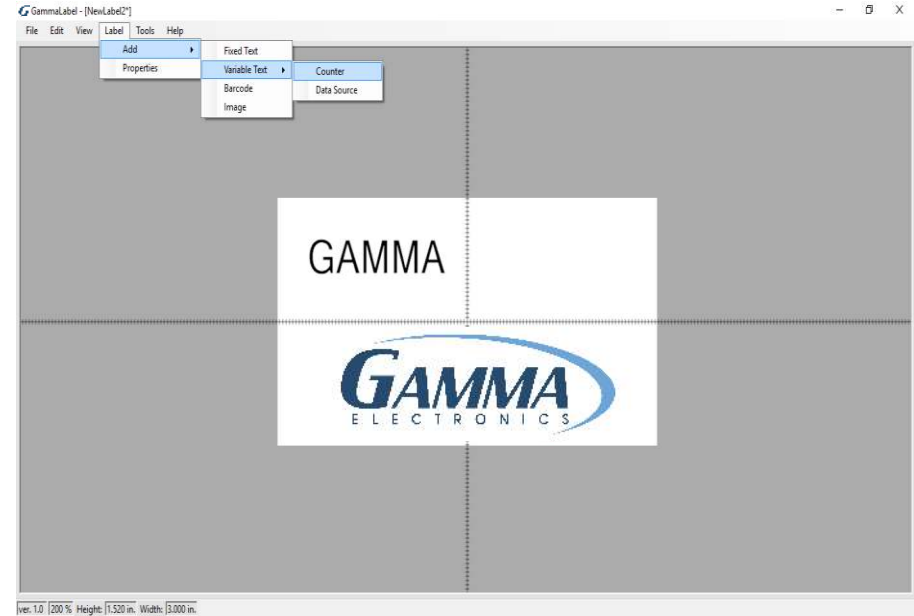 GammaLabel - [NewLabel2*]
File Edit View Label Tools Help
Add
Properties
Fixed Text
Variable Text
Barcode
Image
Counter
Data Source
GAMMA
GAMMA
ELECTRONICS
ver. 1.0 200 % Height: 1.520 in. Width: 3.000 in.